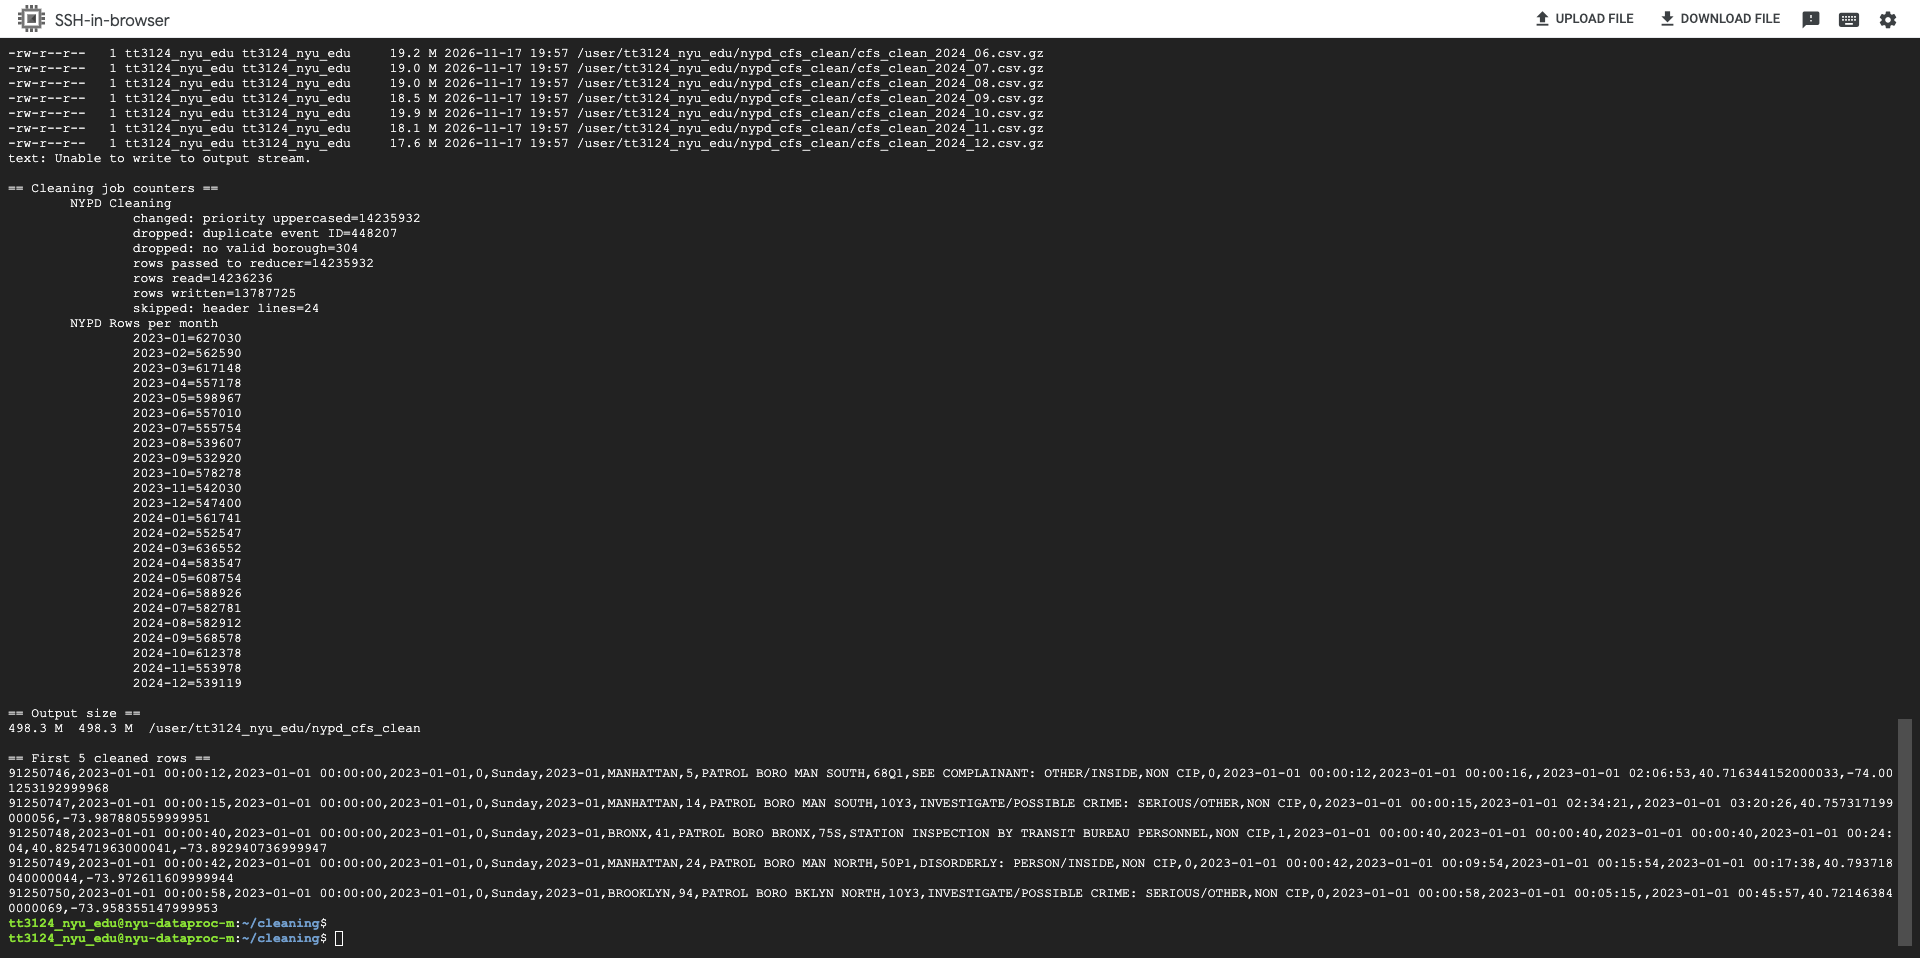 SSH-in-browser
UPLOAD FILE
DOWNLOAD FILE
-rw-r--r-- 1 tt3124_nyu_edu tt3124_nyu_edu 19.2 M 2026-11-17 19:57 /user/tt3124_nyu_edu/nypd_cfs_clean/cfs_clean_2024_06.csv.gz
-rw-r--r-- 1 tt3124_nyu_edu tt3124_nyu_edu 19.0 M 2026-11-17 19:57 /user/tt3124_nyu_edu/nypd_cfs_clean/cfs_clean_2024_07.csv.gz
-rw-r--r-- 1 tt3124_nyu_edu tt3124_nyu_edu 19.0 M 2026-11-17 19:57 /user/tt3124_nyu_edu/nypd_cfs_clean/cfs_clean_2024_08.csv.gz
-rw-r--r-- 1 tt3124_nyu_edu tt3124_nyu_edu 18.5 M 2026-11-17 19:57 /user/tt3124_nyu_edu/nypd_cfs_clean/cfs_clean_2024_09.csv.gz
-rw-r--r-- 1 tt3124_nyu_edu tt3124_nyu_edu 19.9 M 2026-11-17 19:57 /user/tt3124_nyu_edu/nypd_cfs_clean/cfs_clean_2024_10.csv.gz
-rw-r--r-- 1 tt3124_nyu_edu tt3124_nyu_edu 18.1 M 2026-11-17 19:57 /user/tt3124_nyu_edu/nypd_cfs_clean/cfs_clean_2024_11.csv.gz
-rw-r--r-- 1 tt3124_nyu_edu tt3124_nyu_edu 17.6 M 2026-11-17 19:57 /user/tt3124_nyu_edu/nypd_cfs_clean/cfs_clean_2024_12.csv.gz
text: Unable to write to output stream.
== Cleaning job counters ==
NYPD Cleaning
changed: priority uppercased=14235932
dropped: duplicate event ID=448207
dropped: no valid borough=304
rows passed to reducer=14235932
rows read=14236236
rows written=13787725
skipped: header lines=24
NYPD Rows per month
2023-01=627030
2023-02=562590
2023-03=617148
2023-04=557178
2023-05=598967
2023-06=557010
2023-07=555754
2023-08=539607
2023-09=532920
2023-10=578278
2023-11=542030
2023-12=547400
2024-01=561741
2024-02=552547
2024-03=636552
2024-04=583547
2024-05=608754
2024-06=588926
2024-07=582781
2024-08=582912
2024-09=568578
2024-10=612378
2024-11=553978
2024-12=539119
== Output size ==
498.3 M 498.3 M /user/tt3124_nyu_edu/nypd_cfs_clean
== First 5 cleaned rows ==
91250746,2023-01-01 00:00:12,2023-01-01 00:00:00,2023-01-01,0,Sunday,2023-01,MANHATTAN,5,PATROL BORO MAN SOUTH,68Q1,SEE COMPLAINANT: OTHER/INSIDE,NON CIP,0,2023-01-01 00:00:12,2023-01-01 00:00:16,,2023-01-01 02:06:53,40.716344152000033,-74.00
1253192999968
91250747,2023-01-01 00:00:15,2023-01-01 00:00:00,2023-01-01,0,Sunday,2023-01,MANHATTAN,14,PATROL BORO MAN SOUTH,10Y3,INVESTIGATE/POSSIBLE CRIME: SERIOUS/OTHER,NON CIP,0,2023-01-01 00:00:15,2023-01-01 02:34:21,,2023-01-01 03:20:26,40.757317199
000056,-73.987880559999951
91250748,2023-01-01 00:00:40,2023-01-01 00:00:00,2023-01-01,0,Sunday,2023-01,BRONX,41,PATROL BORO BRONX,75S,STATION INSPECTION BY TRANSIT BUREAU PERSONNEL,NON CIP,1,2023-01-01 00:00:40,2023-01-01 00:00:40,2023-01-01 00:00:40,2023-01-01 00:24:
04,40.825471963000041,-73.892940736999947
91250749,2023-01-01 00:00:42,2023-01-01 00:00:00,2023-01-01,0,Sunday,2023-01,MANHATTAN,24,PATROL BORO MAN NORTH,50P1,DISORDERLY: PERSON/INSIDE,NON CIP,0,2023-01-01 00:00:42,2023-01-01 00:09:54,2023-01-01 00:15:54,2023-01-01 00:17:38,40.793718
040000044,-73.972611609999944
91250750,2023-01-01 00:00:58,2023-01-01 00:00:00,2023-01-01,0,Sunday,2023-01,BROOKLYN,94,PATROL BORO BKLYN NORTH,10Y3,INVESTIGATE/POSSIBLE CRIME: SERIOUS/OTHER,NON CIP,0,2023-01-01 00:00:58,2023-01-01 00:05:15,,2023-01-01 00:45:57,40.72146384
0000069,-73.958355147999953
tt3124_nyu_edu@nyu-dataproc-m:~/cleaning$
tt3124_nyu_edu@nyu-dataproc-m:~/cleaning$